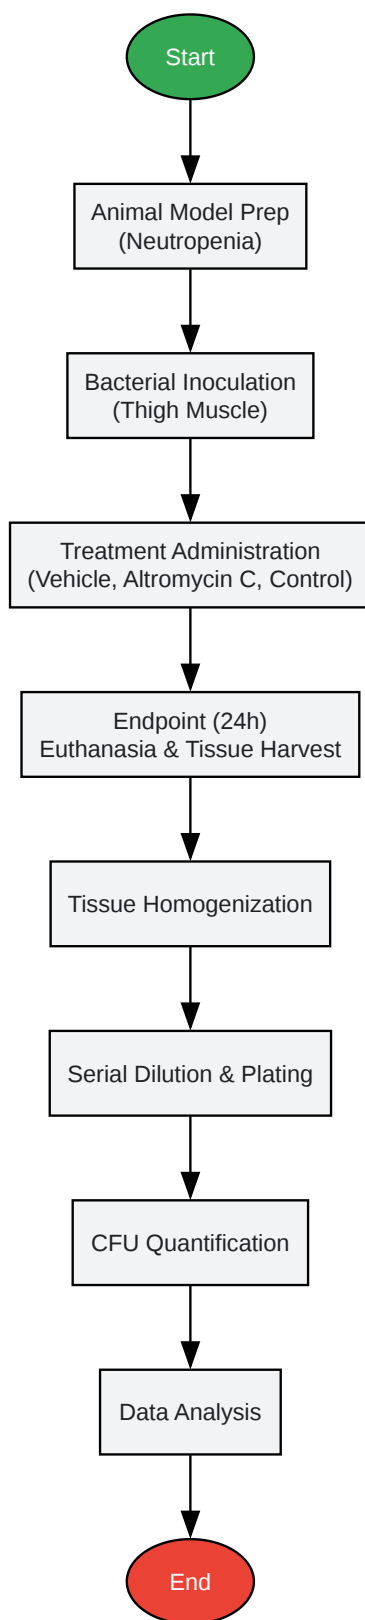 Start
Animal Model Prep
(Neutropenia)
Bacterial Inoculation
(Thigh Muscle)
Treatment Administration
(Vehicle, Altromycin C, Control)
Endpoint (24h)
Euthanasia & Tissue Harvest
Tissue Homogenization
Serial Dilution & Plating
CFU Quantification
Data Analysis
End